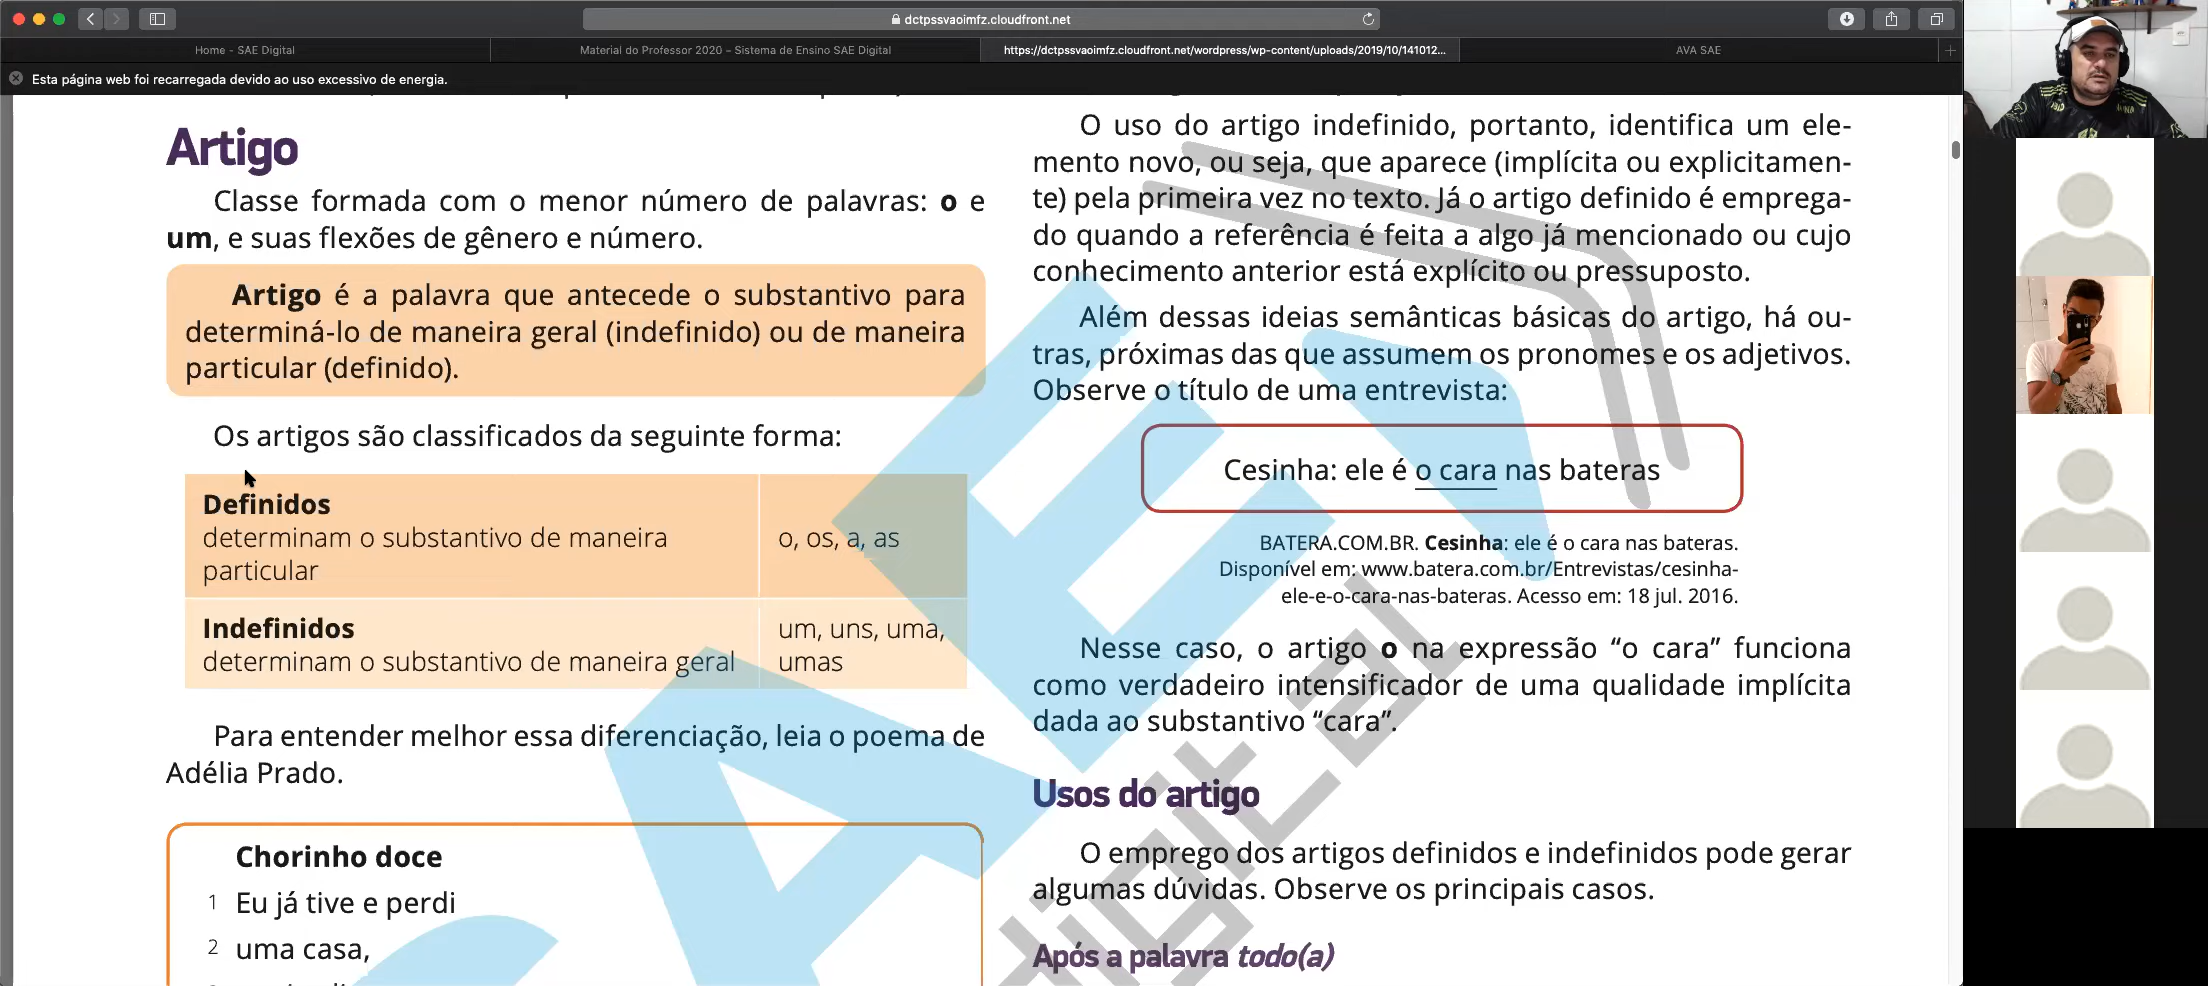 dctpssvaoimfz.cloudfront.net
Home - SAE Digital
Material do Professor 2020 – Sistema de Ensino SAE Digital
https://dctpssvaoimfz.cloudfront.net/wordpress/wp-content/uploads/2019/10/141012...
AVA SAE
Esta página web foi recarregada devido ao uso excessivo de energia.
Artigo
Classe formada com o menor número de palavras: o e
um, e suas flexões de gênero e número.
Artigo é a palavra que antecede o substantivo para
determiná-lo de maneira geral (indefinido) ou de maneira
particular (definido).
Os artigos são classificados da seguinte forma:
Definidos
determinam o substantivo de maneira
particular
o, os, a, as
Indefinidos
determinam o substantivo de maneira geral
um, uns, uma,
umas
Para entender melhor essa diferenciação, leia o poema de
Adélia Prado.
Chorinho doce
1 Eu já tive e perdi
2 uma casa,
O uso do artigo indefinido, portanto, identifica um ele-
mento novo, ou seja, que aparece (implícita ou explicitamen-
te) pela primeira vez no texto. Já o artigo definido é emprega-
do quando a referência é feita a algo já mencionado ou cujo
conhecimento anterior está explícito ou pressuposto.
Além dessas ideias semânticas básicas do artigo, há ou-
tras, próximas das que assumem os pronomes e os adjetivos.
Observe o título de uma entrevista:
Cesinha: ele é o cara nas bateras
BATERA.COM.BR. Cesinha: ele é o cara nas bateras.
Disponível em: www.batera.com.br/Entrevistas/cesinha-
ele-e-o-cara-nas-bateras. Acesso em: 18 jul. 2016.
Nesse caso, o artigo o na expressão “o cara” funciona
como verdadeiro intensificador de uma qualidade implícita
dada ao substantivo “cara”.
Usos do artigo
O emprego dos artigos definidos e indefinidos pode gerar
algumas dúvidas. Observe os principais casos.
Após a palavra todo(a)
SAE
digital